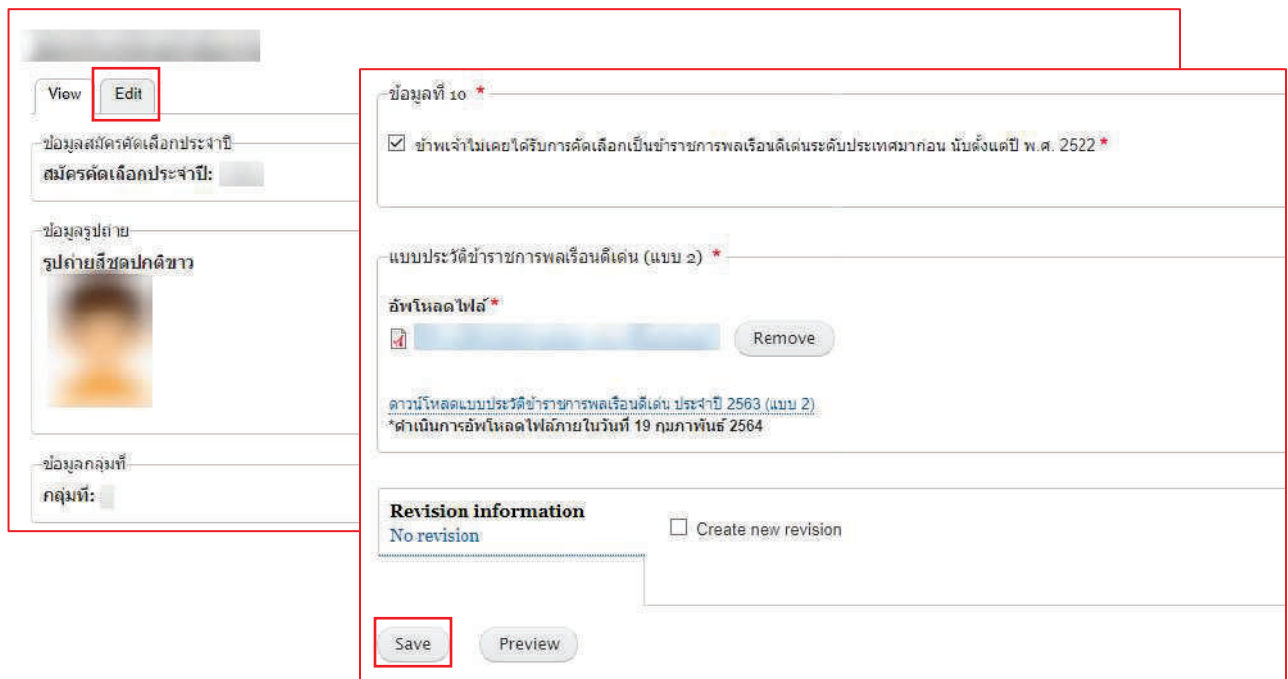 View
Edit
ข้อมูลสมัครคัดเลือกประจำปี
สมัครคัดเลือกประจำปี:
ข้อมูลรูปถ่าย
รูปถ่ายสีชุดปกติขาว
ข้อมูลกลุ่มที่
กลุ่มที่:
ข้อมูลที่ 10 *
ข้าพเจ้าไม่เคยได้รับการคัดเลือกเป็นข้าราชการพลเรือนดีเด่นระดับประเทศมาก่อน นับตั้งแต่ปี พ.ศ. 2522 *
แบบประวัติข้าราชการพลเรือนดีเด่น (แบบ 2) *
อัพโหลดไฟล์ *
Remove
ดาวน์โหลดแบบประวัติข้าราชการพลเรือนดีเด่น ประจำปี 2563 (แบบ 2)
*ดำเนินการอัพโหลดไฟล์ภายในวันที่ 19 กุมภาพันธ์ 2564
Revision information
No revision
Create new revision
Save
Preview